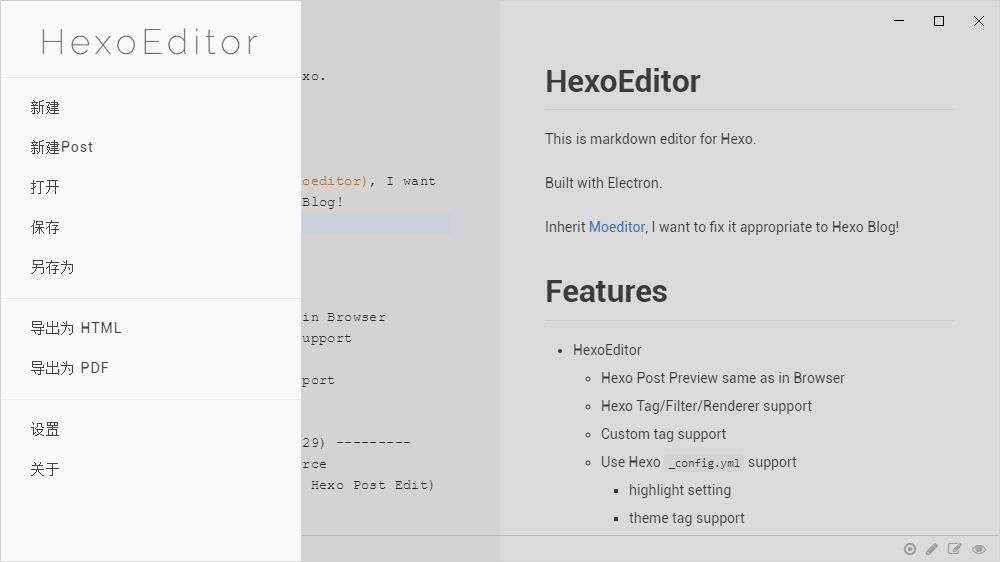 HexoEditor
新建
新建Post
打开
保存
另存为
导出为 HTML
导出为 PDF
设置
关于
xo.
oeditor), I want
Blog!
in Browser
upport
port
29) ---------
rce
Hexo Post Edit)
HexoEditor
This is markdown editor for Hexo.
Built with Electron.
Inherit Moeditor, I want to fix it appropriate to Hexo Blog!
Features
HexoEditor
Hexo Post Preview same as in Browser
Hexo Tag/Filter/Renderer support
Custom tag support
Use Hexo _config.yml support
highlight setting
theme tag support